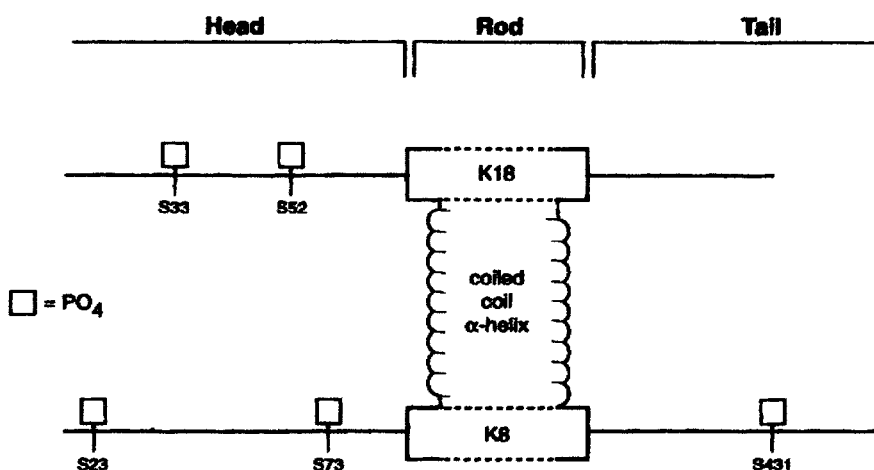 Head Rod Tail
K18
S33 S52
coiled
coil
α-helix
= PO4
K8
S23 S73 S431